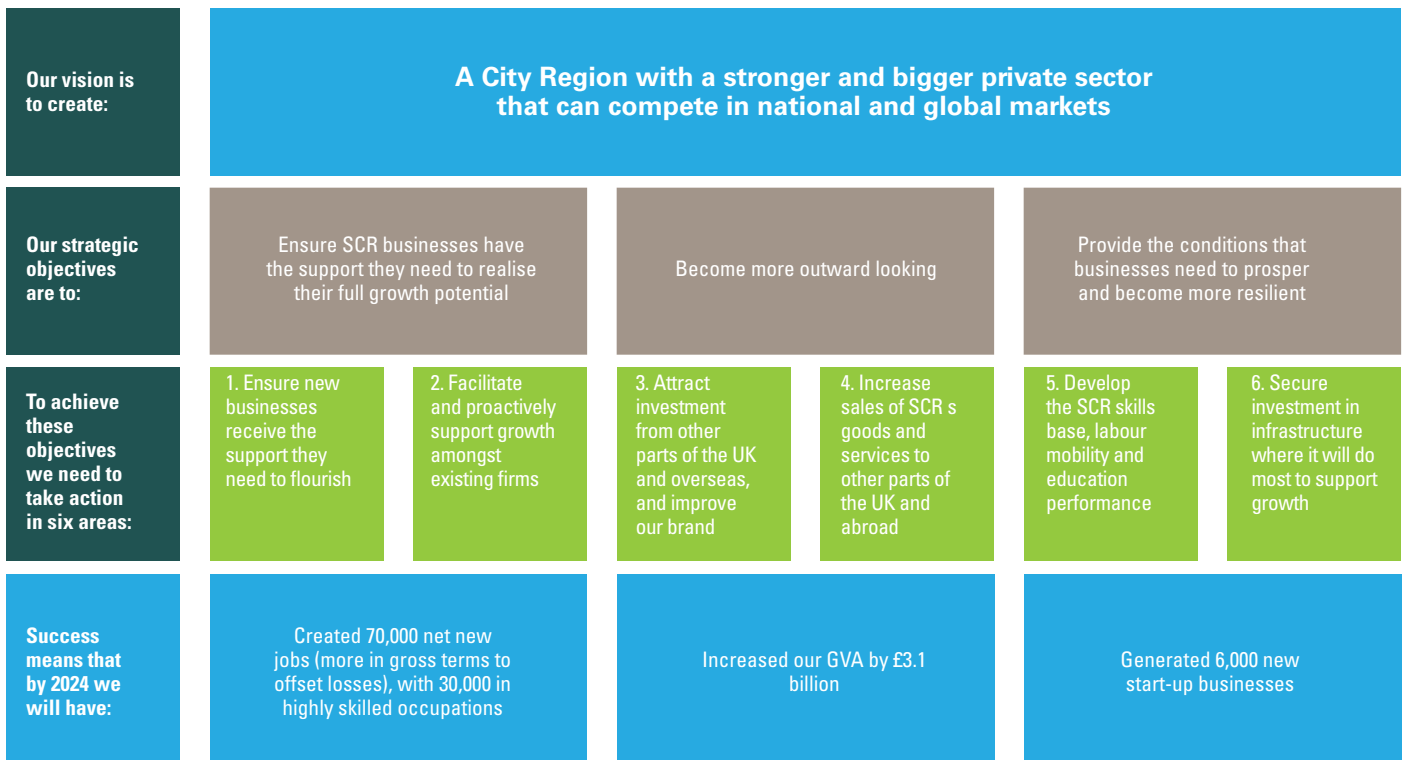 Our vision is
to create:
A City Region with a stronger and bigger private sector
that can compete in national and global markets
Our strategic
objectives
are to:
Ensure SCR businesses have
the support they need to realise
their full growth potential
Become more outward looking
Provide the conditions that
businesses need to prosper
and become more resilient
To achieve
these
objectives
we need to
take action
in six areas:
1. Ensure new
businesses
receive the
support they
need to flourish
2. Facilitate
and proactively
support growth
amongst
existing firms
3. Attract
investment
from other
parts of the UK
and overseas,
and improve
our brand
4. Increase
sales of SCR s
goods and
services to
other parts of
the UK and
abroad
5. Develop
the SCR skills
base, labour
mobility and
education
performance
6. Secure
investment in
infrastructure
where it will do
most to support
growth
Success
means that
by 2024 we
will have:
Created 70,000 net new
jobs (more in gross terms to
offset losses), with 30,000 in
highly skilled occupations
Increased our GVA by £3.1
billion
Generated 6,000 new
start-up businesses